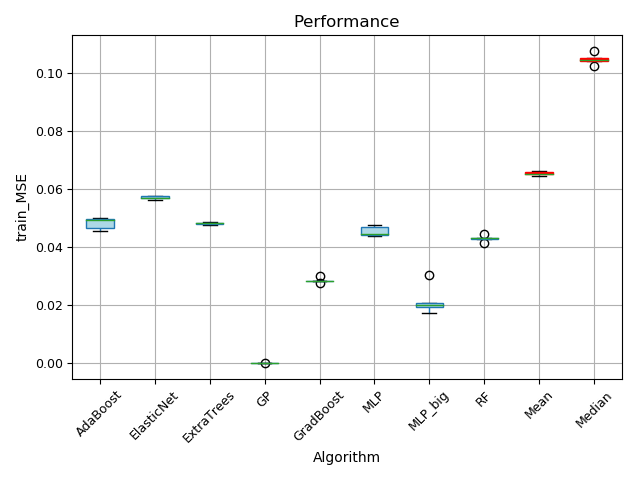 Performance
train_MSE
0.10
0.08
0.06
0.04
0.02
0.00
AdaBoost
ElasticNet
ExtraTrees
GP
GradBoost
MLP
MLP_big
RF
Mean
Median
Algorithm